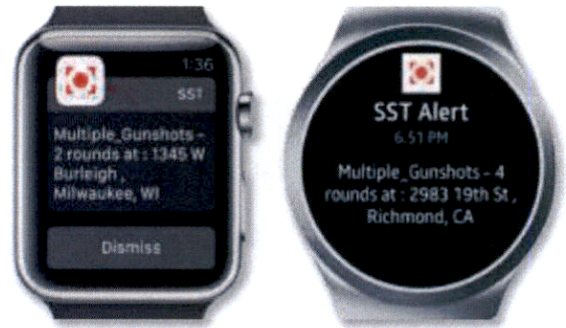 1:36
SST
Multiple_Gunshots -
2 rounds at : 1345 W
Burleigh ,
Milwaukee, WI
Dismiss
SST Alert
6.51 PM
Multiple_Gunshots - 4
rounds at : 2983 19th St ,
Richmond, CA